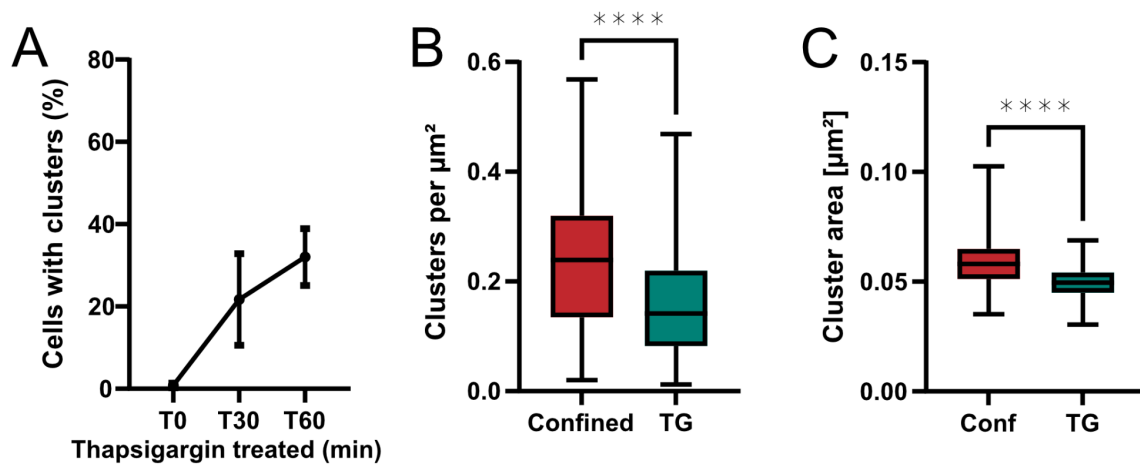 A
Cells with clusters (%)
80
60
40
20
0
T0 T30 T60
Thapsigargin treated (min)
B
****
Clusters per µm²
0.6
0.4
0.2
0.0
Confined TG
C
****
Cluster area [µm²]
0.15
0.10
0.05
0.00
Conf TG